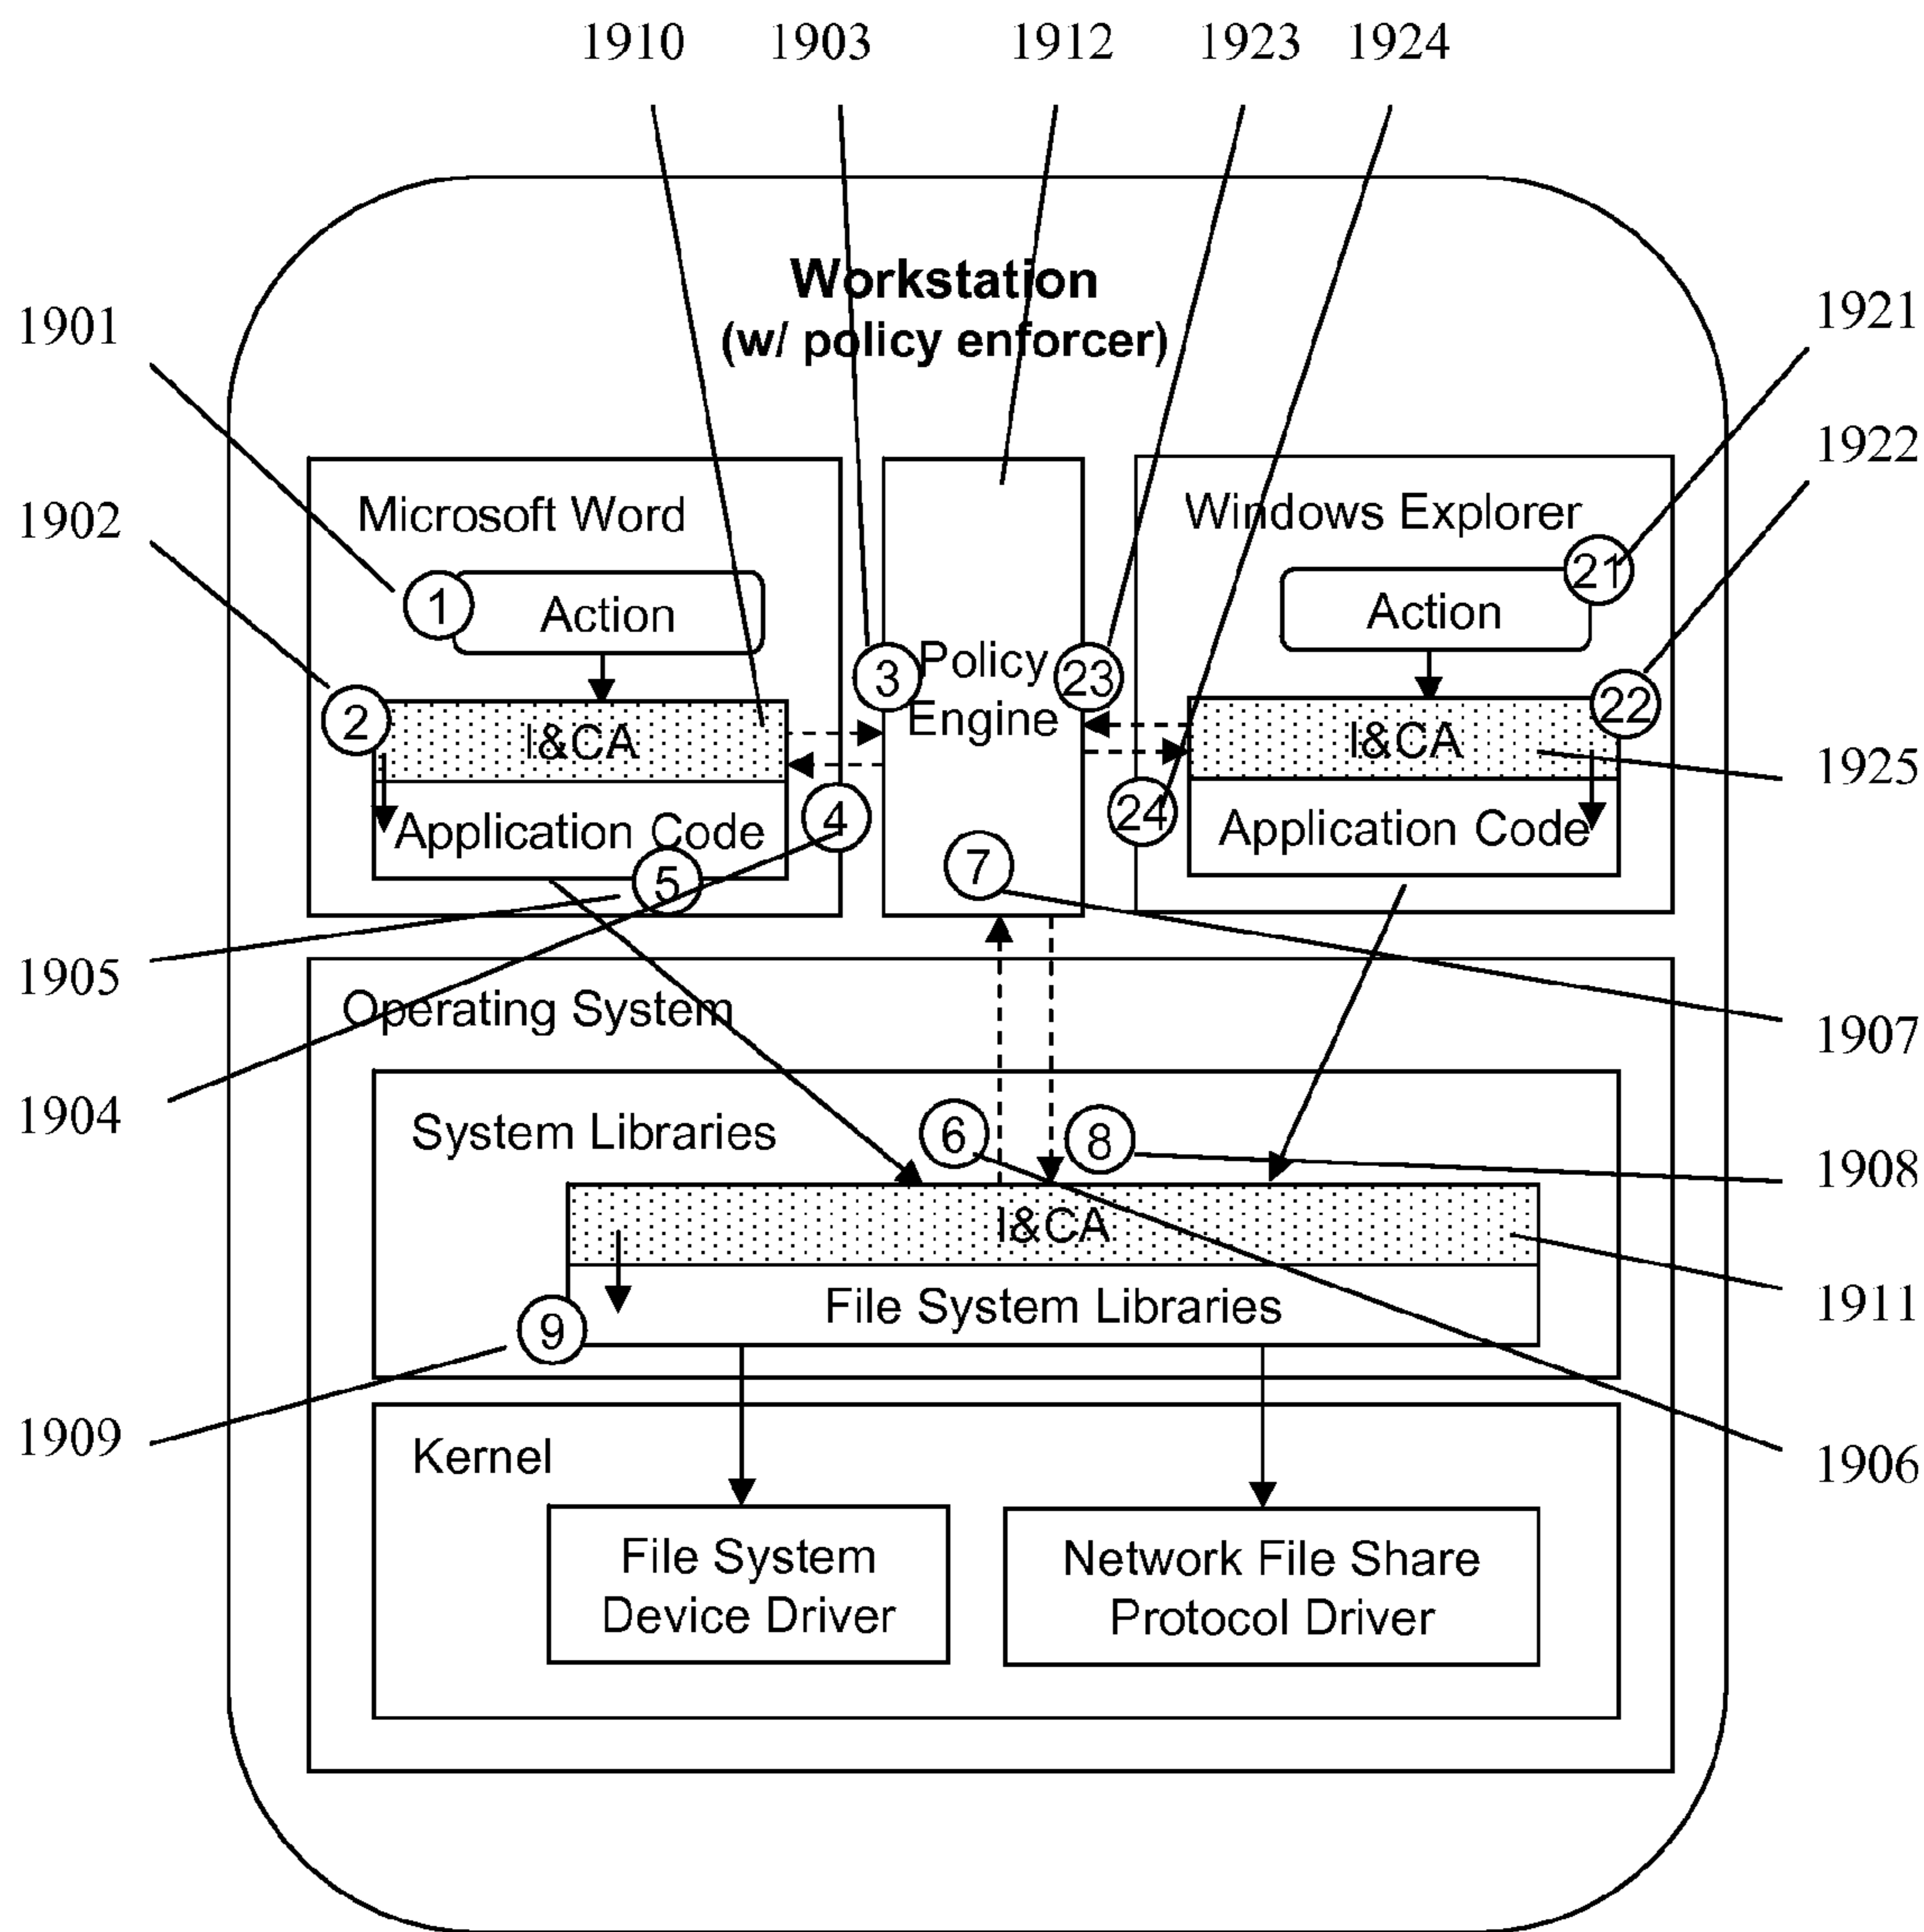 1910 1903 1912 1923 1924
Workstation
(w/ policy enforcer)
1901
1921
1922
1902
Microsoft Word
Windows Explorer
1
Action
21
Action
3
Policy
Engine
23
2
I&CA
22
I&CA
1925
4
Application Code
24
Application Code
5
7
1905
Operating System
1907
1904
System Libraries
6
8
1908
I&CA
1911
9
File System Libraries
1909
Kernel
1906
File System
Device Driver
Network File Share
Protocol Driver